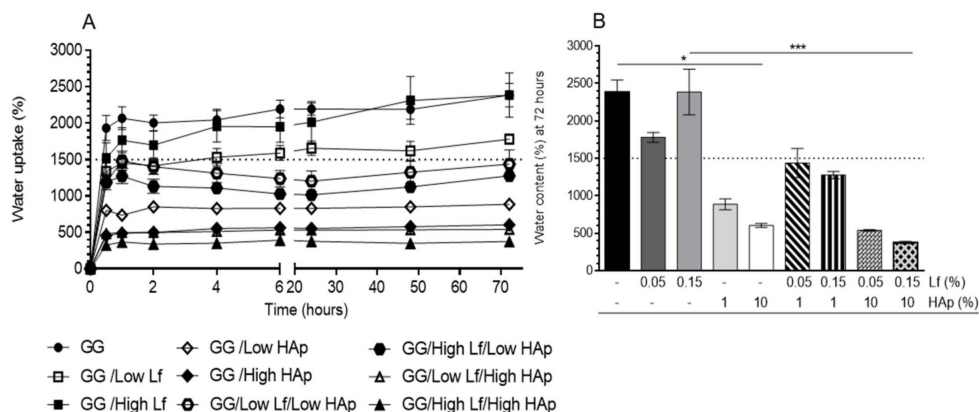 A
Water uptake (%)
3000
2500
2000
1500
1000
500
0
0 2 4 6 20 30 40 50 60 70
Time (hours)
GG
GG /Low Lf
GG /High Lf
GG /Low HAp
GG /High HAp
GG/Low Lf/Low HAp
GG/High Lf/Low HAp
GG/Low Lf/High HAp
GG/High Lf/High HAp
B
Water content (%) at 72 hours
3000
2500
2000
1500
1000
500
0
*
***
- 0.05 0.15 - - 0.05 0.15 0.05 0.15 Lf (%)
- - - 1 10 1 1 10 10 HAp (%)